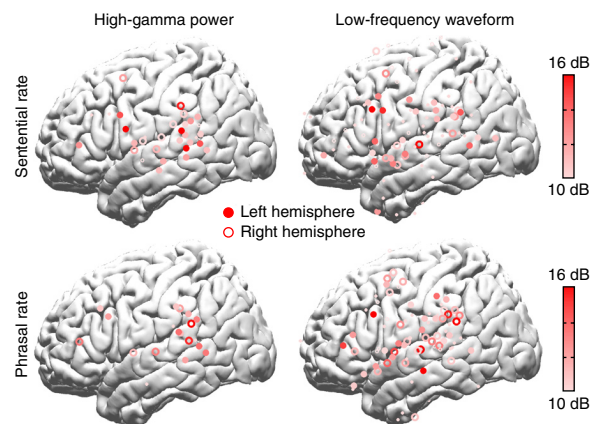 High-gamma power
Low-frequency waveform
Sentential rate
16 dB
10 dB
Left hemisphere
Right hemisphere
Phrasal rate
16 dB
10 dB